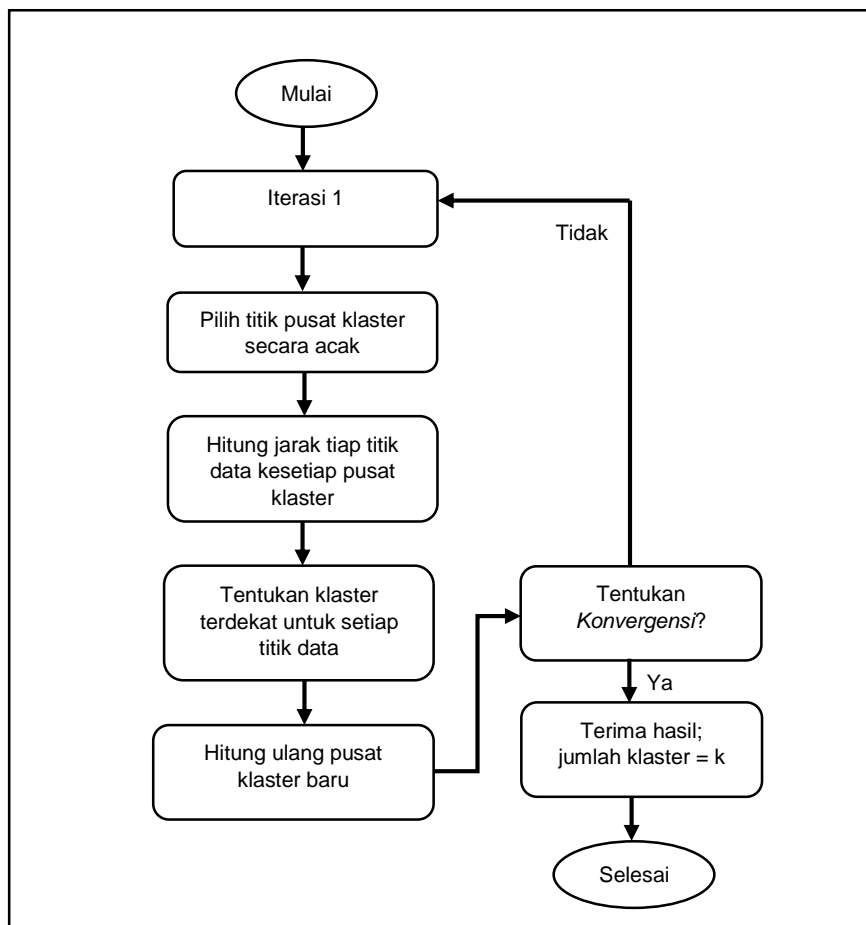 Mulai
Iterasi 1
Tidak
Pilih titik pusat klaster
secara acak
Hitung jarak tiap titik
data kesetiap pusat
klaster
Tentukan klaster
terdekat untuk setiap
titik data
Hitung ulang pusat
klaster baru
Tentukan
Konvergensi?
Ya
Terima hasil;
jumlah klaster = k
Selesai